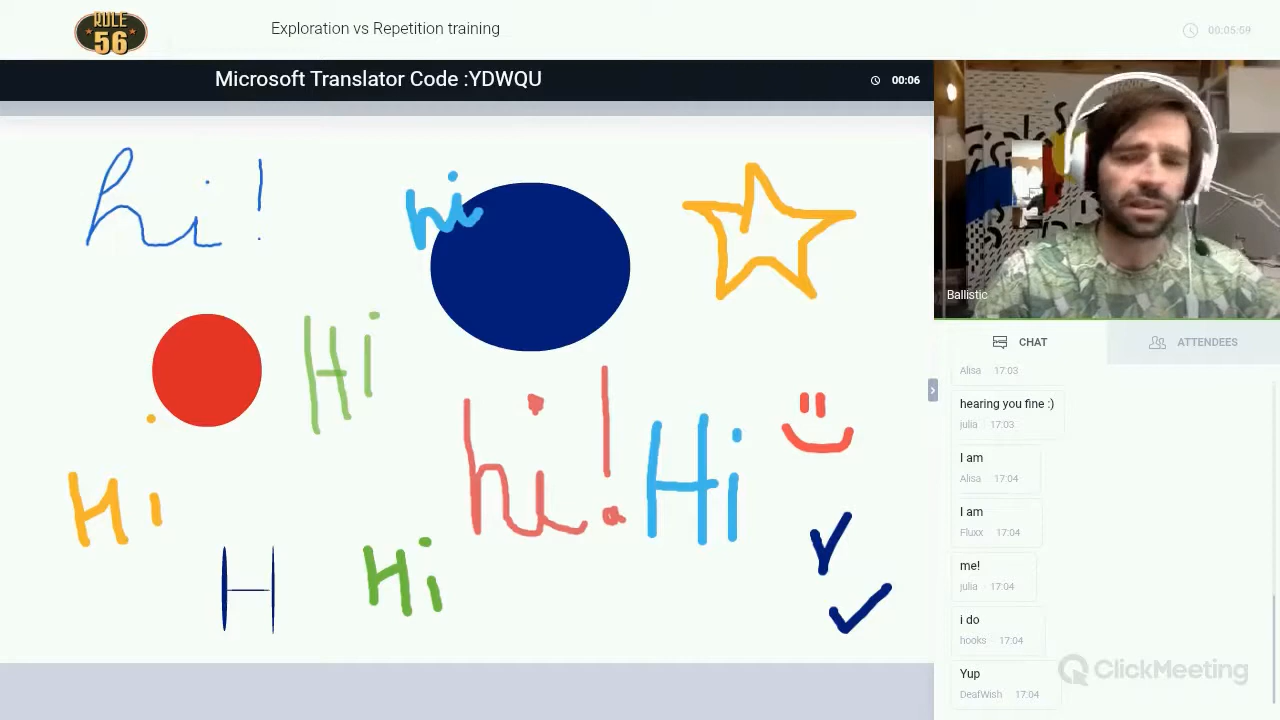 RULE
56
Exploration vs Repetition training
00:05:59
Microsoft Translator Code :YDWQU
00:06
hi!
hi
Hi
hi!
Hi
Hi
H
Hi
Ballistic
CHAT
ATTENDEES
Alisa 17:03
hearing you fine :)
julia 17:03
I am
Alisa 17:04
I am
Fluxx 17:04
me!
julia 17:04
i do
hooks 17:04
Yup
DeafWish 17:04
ClickMeeting